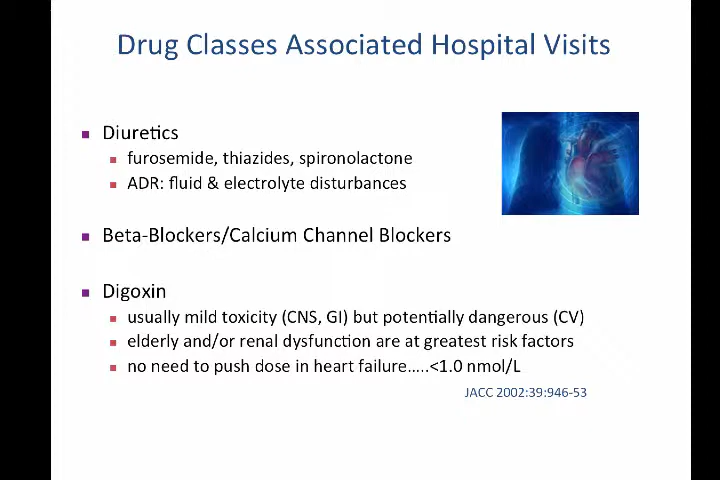 Drug Classes Associated Hospital Visits
Diuretics
furosemide, thiazides, spironolactone
ADR: fluid & electrolyte disturbances
Beta-Blockers/Calcium Channel Blockers
Digoxin
usually mild toxicity (CNS, GI) but potentially dangerous (CV)
elderly and/or renal dysfunction are at greatest risk factors
no need to push dose in heart failure.....<1.0 nmol/L
JACC 2002:39:946-53